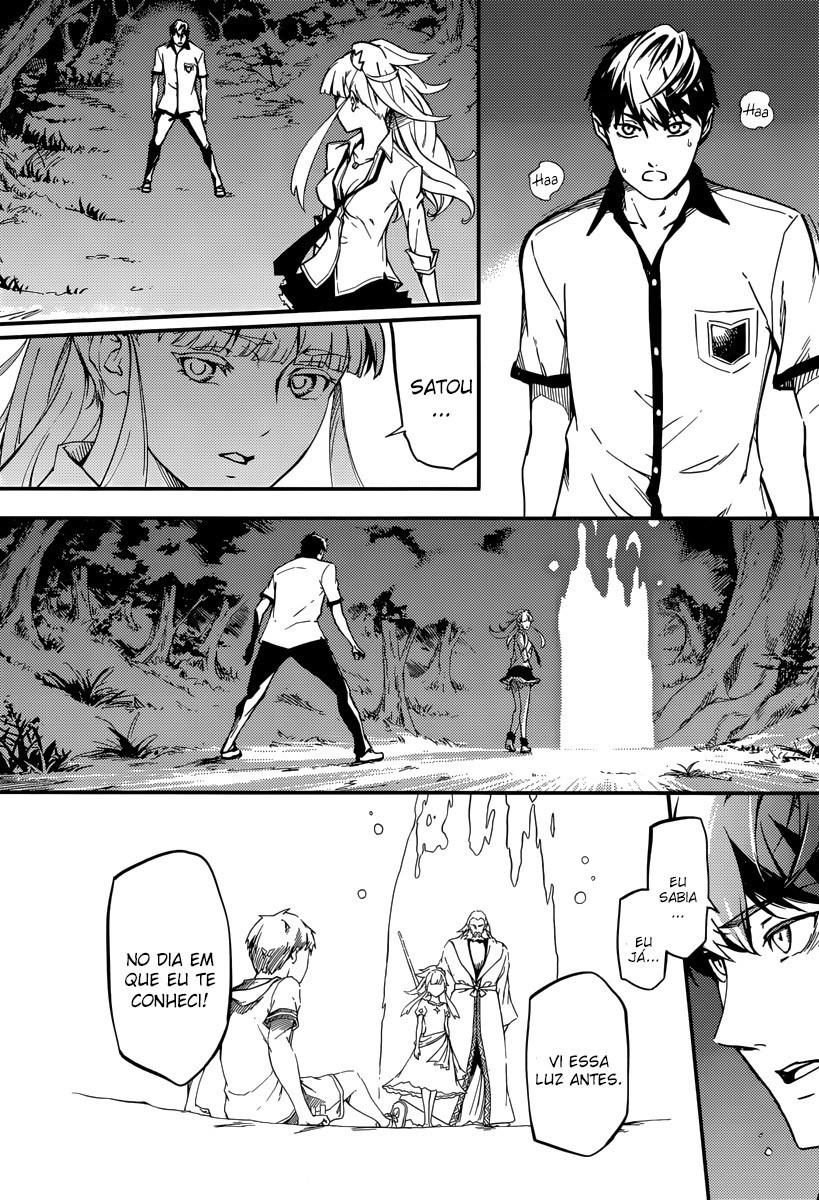 Haa
Haa
SATOU
...
EU
SABIA
...
EU
JÁ...
VI ESSA
LUZ ANTES.
NO DIA EM
QUE EU TE
CONHECI!